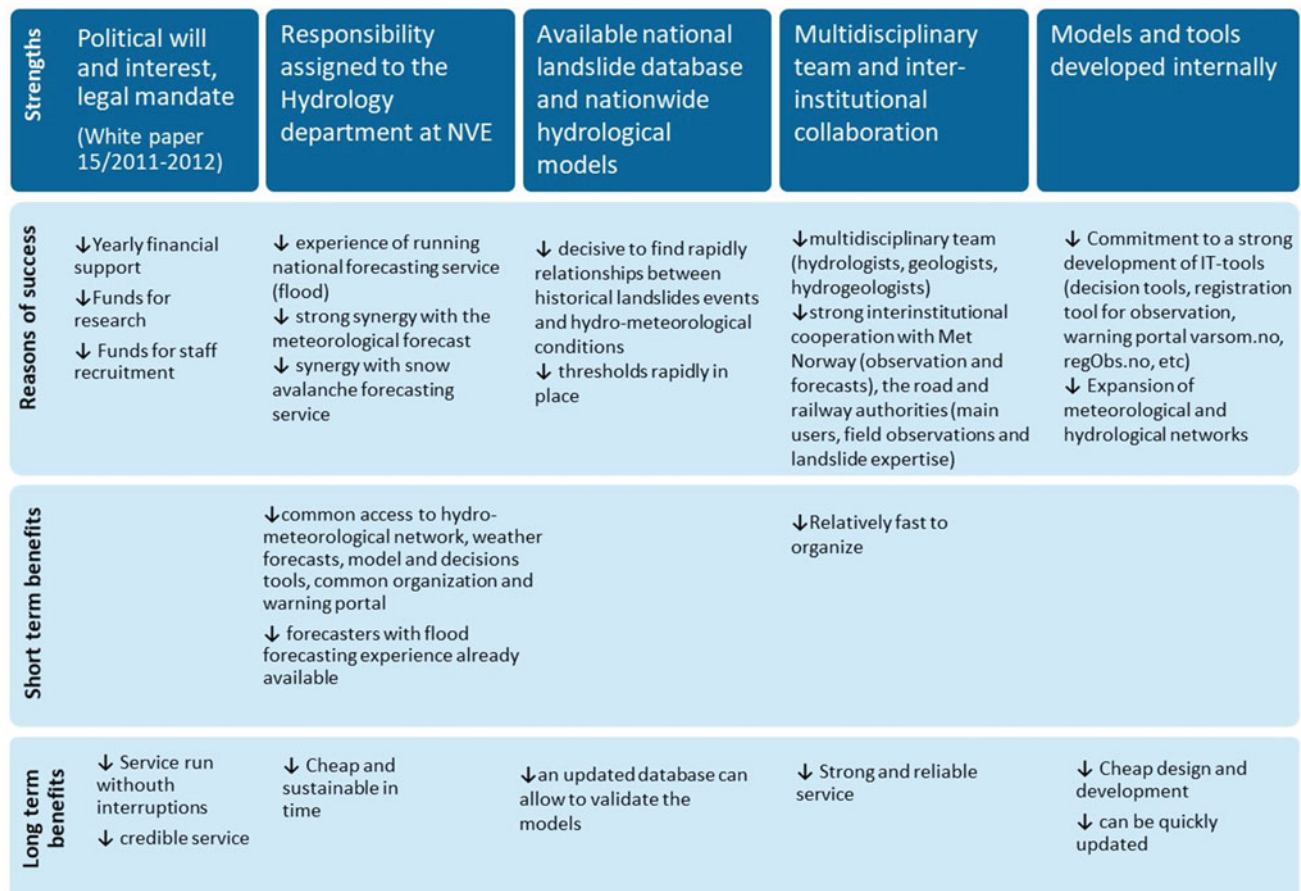 Strengths
Political will
and interest,
legal mandate
(White paper
15/2011-2012)
Responsibility
assigned to the
Hydrology
department at NVE
Available national
landslide database
and nationwide
hydrological
models
Multidisciplinary
team and inter-
institutional
collaboration
Models and tools
developed internally
Reasons of success
↓Yearly financial
support
↓Funds for
research
↓ Funds for staff
recruitment
↓ experience of running
national forecasting service
(flood)
↓ strong synergy with the
meteorological forecast
↓ synergy with snow
avalanche forecasting
service
↓ decisive to find rapidly
relationships between
historical landslides events
and hydro-meteorological
conditions
↓ thresholds rapidly in
place
↓multidisciplinary team
(hydrologists, geologists,
hydrogeologists)
↓strong interinstitutional
cooperation with Met
Norway (observation and
forecasts), the road and
railway authorities (main
users, field observations and
landslide expertise)
↓ Commitment to a strong
development of IT-tools
(decision tools, registration
tool for observation,
warning portal varsom.no,
regObs.no, etc)
↓ Expansion of
meteorological and
hydrological networks
Short term benefits
↓common access to hydro-
meteorological network, weather
forecasts, model and decisions
tools, common organization and
warning portal
↓ forecasters with flood
forecasting experience already
available
↓Relatively fast to
organize
Long term
benefits
↓ Service run
withouth
interruptions
↓ credible service
↓ Cheap and
sustainable in
time
↓an updated database can
allow to validate the
models
↓ Strong and reliable
service
↓ Cheap design and
development
↓ can be quickly
updated